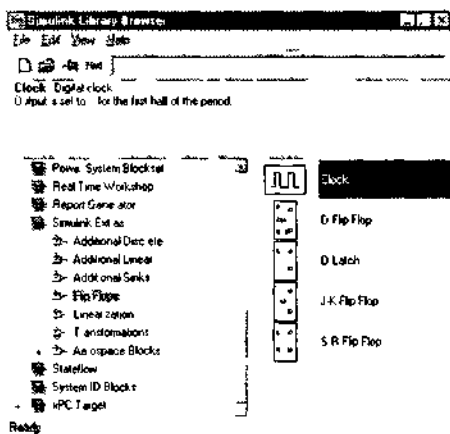 Simulink Library Browser
File Edit View Help
Find
Clock Digital clock
Output is set to for the first half of the period.
Power System Blockset
Real Time Workshop
Report Generator
Simulink Extras
Additional Discrete
Additional Linear
Additional Sinks
Flip Flops
Linearization
Transformations
Aerospace Blocks
Stateflow
System ID Blocks
xPC Target
Clock
D Flip Flop
D Latch
J-K Flip Flop
S-R Flip Flop
Ready